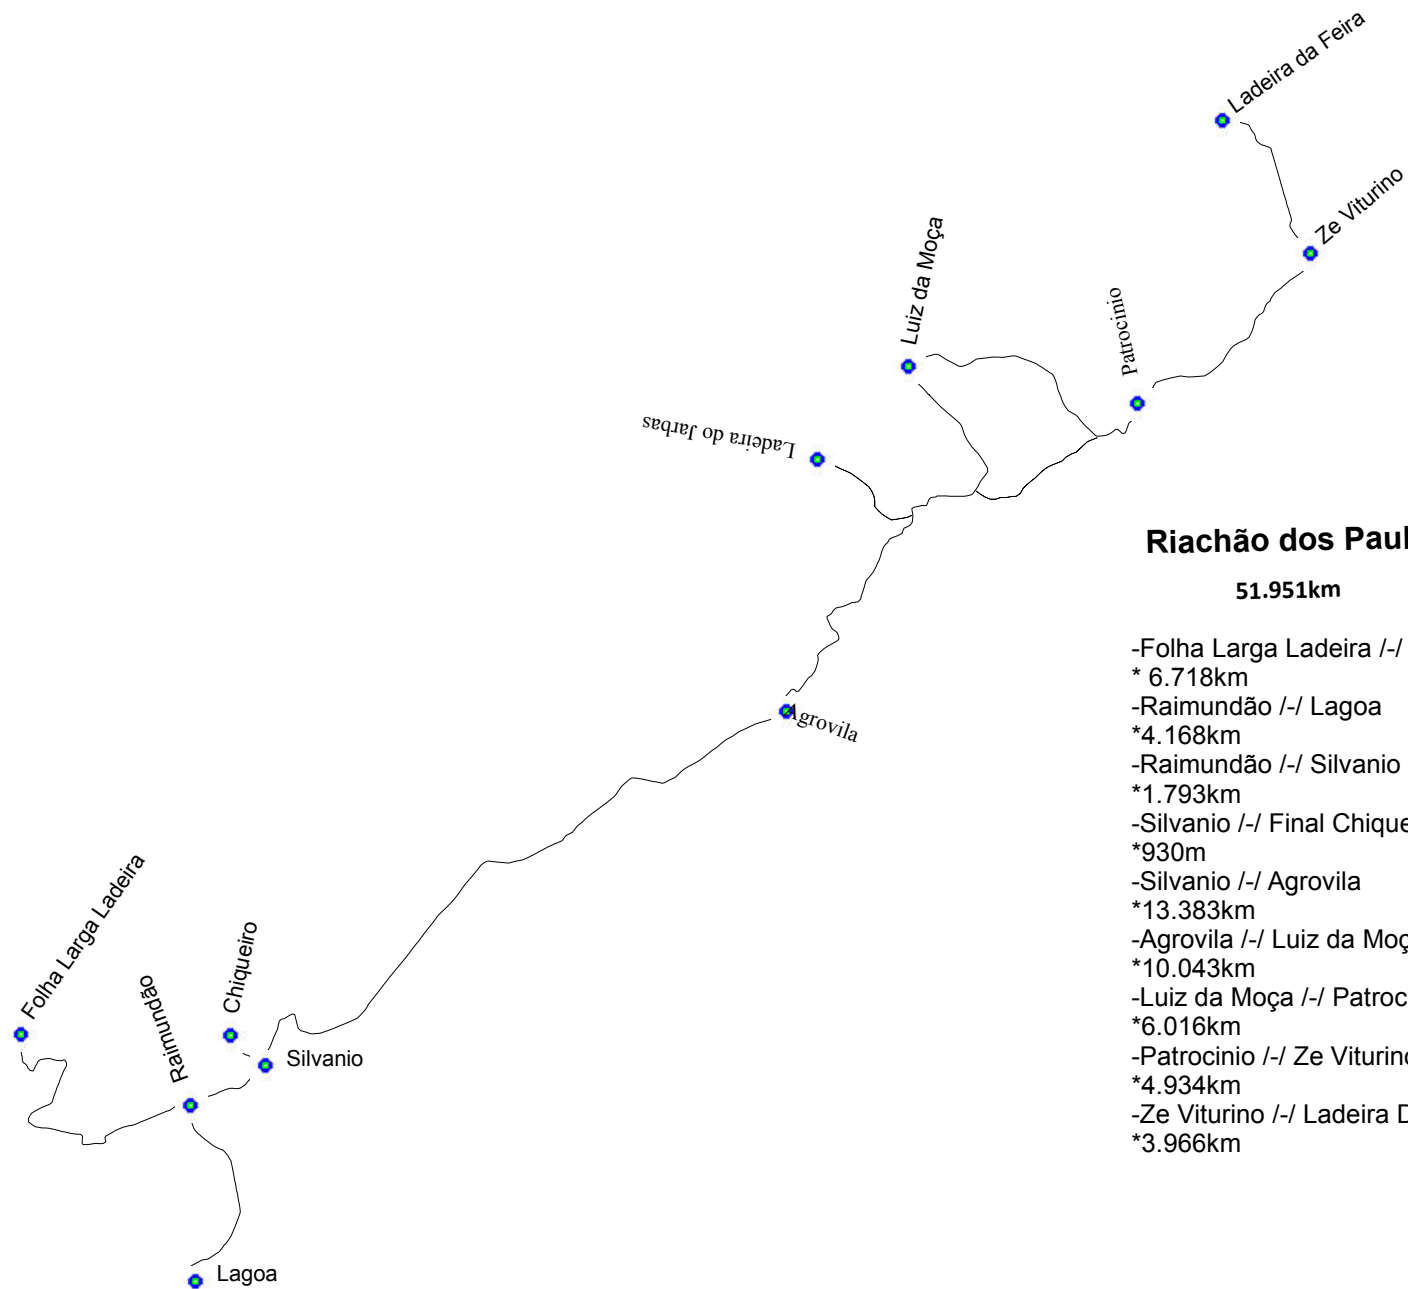 Ladeira da Feira
Ze Viturino
Luiz da Moça
Patrocinio
Ladeira do Jarbas
Riachão dos Paul
51.951km
-Folha Larga Ladeira /-/
* 6.718km
-Raimundão /-/ Lagoa
*4.168km
-Raimundão /-/ Silvanio
*1.793km
-Silvanio /-/ Final Chique
*930m
-Silvanio /-/ Agrovila
*13.383km
-Agrovila /-/ Luiz da Moç
*10.043km
-Luiz da Moça /-/ Patroc
*6.016km
-Patrocinio /-/ Ze Viturino
*4.934km
-Ze Viturino /-/ Ladeira D
*3.966km
Agrovila
Folha Larga Ladeira
Raimundão
Chiqueiro
Silvanio
Lagoa